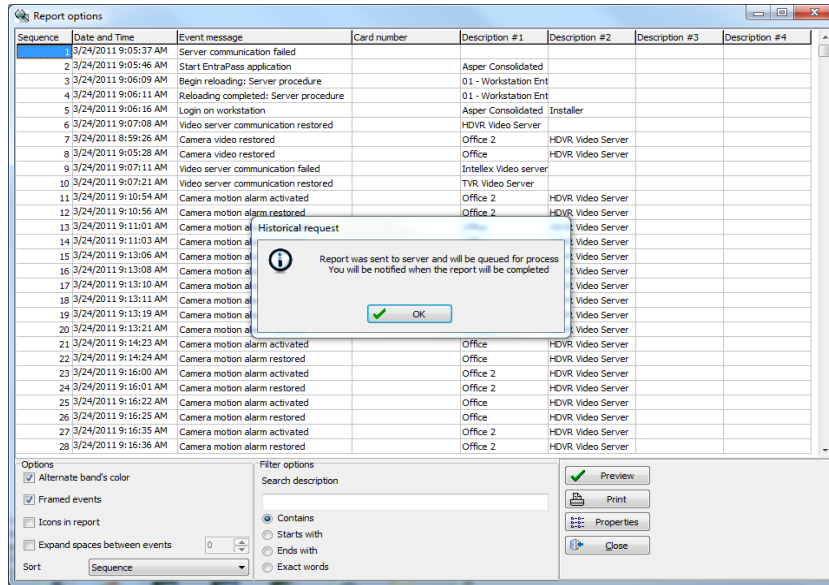 Report options
Sequence Date and Time Event message Card number Description #1 Description #2 Description #3 Description #4
1 3/24/2011 9:05:37 AM Server communication failed
2 3/24/2011 9:05:46 AM Start EntraPass application Asper Consolidated
3 3/24/2011 9:06:09 AM Begin reloading: Server procedure 01 - Workstation Ent
4 3/24/2011 9:06:11 AM Reloading completed: Server procedure 01 - Workstation Ent
5 3/24/2011 9:06:16 AM Login on workstation Asper Consolidated Installer
6 3/24/2011 9:07:08 AM Video server communication restored HDVR Video Server
7 3/24/2011 8:59:26 AM Camera video restored Office 2 HDVR Video Server
8 3/24/2011 9:05:28 AM Camera video restored Office HDVR Video Server
9 3/24/2011 9:07:11 AM Video server communication failed Intellex Video server
10 3/24/2011 9:07:21 AM Video server communication restored TVR Video Server
11 3/24/2011 9:10:54 AM Camera motion alarm activated Office 2 HDVR Video Server
12 3/24/2011 9:10:56 AM Camera motion alarm restored Office 2 HDVR Video Server
13 3/24/2011 9:11:01 AM Camera motion al Video Server
14 3/24/2011 9:11:03 AM Camera motion al Video Server
15 3/24/2011 9:13:06 AM Camera motion al Video Server
16 3/24/2011 9:13:08 AM Camera motion al Video Server
17 3/24/2011 9:13:10 AM Camera motion al Video Server
18 3/24/2011 9:13:11 AM Camera motion al Video Server
19 3/24/2011 9:13:19 AM Camera motion al Video Server
20 3/24/2011 9:13:21 AM Camera motion al Video Server
Historical request
Report was sent to server and will be queued for process
You will be notified when the report will be completed
OK
21 3/24/2011 9:14:23 AM Camera motion alarm activated Office HDVR Video Server
22 3/24/2011 9:14:24 AM Camera motion alarm restored Office HDVR Video Server
23 3/24/2011 9:16:00 AM Camera motion alarm activated Office 2 HDVR Video Server
24 3/24/2011 9:16:01 AM Camera motion alarm restored Office 2 HDVR Video Server
25 3/24/2011 9:16:22 AM Camera motion alarm activated Office HDVR Video Server
26 3/24/2011 9:16:25 AM Camera motion alarm restored Office HDVR Video Server
27 3/24/2011 9:16:35 AM Camera motion alarm activated Office 2 HDVR Video Server
28 3/24/2011 9:16:36 AM Camera motion alarm restored Office 2 HDVR Video Server
Options
Alternate band's color
Framed events
Icons in report
Expand spaces between events 0
Sort Sequence
Filter options
Search description
Contains
Starts with
Ends with
Exact words
Preview
Print
Properties
Close